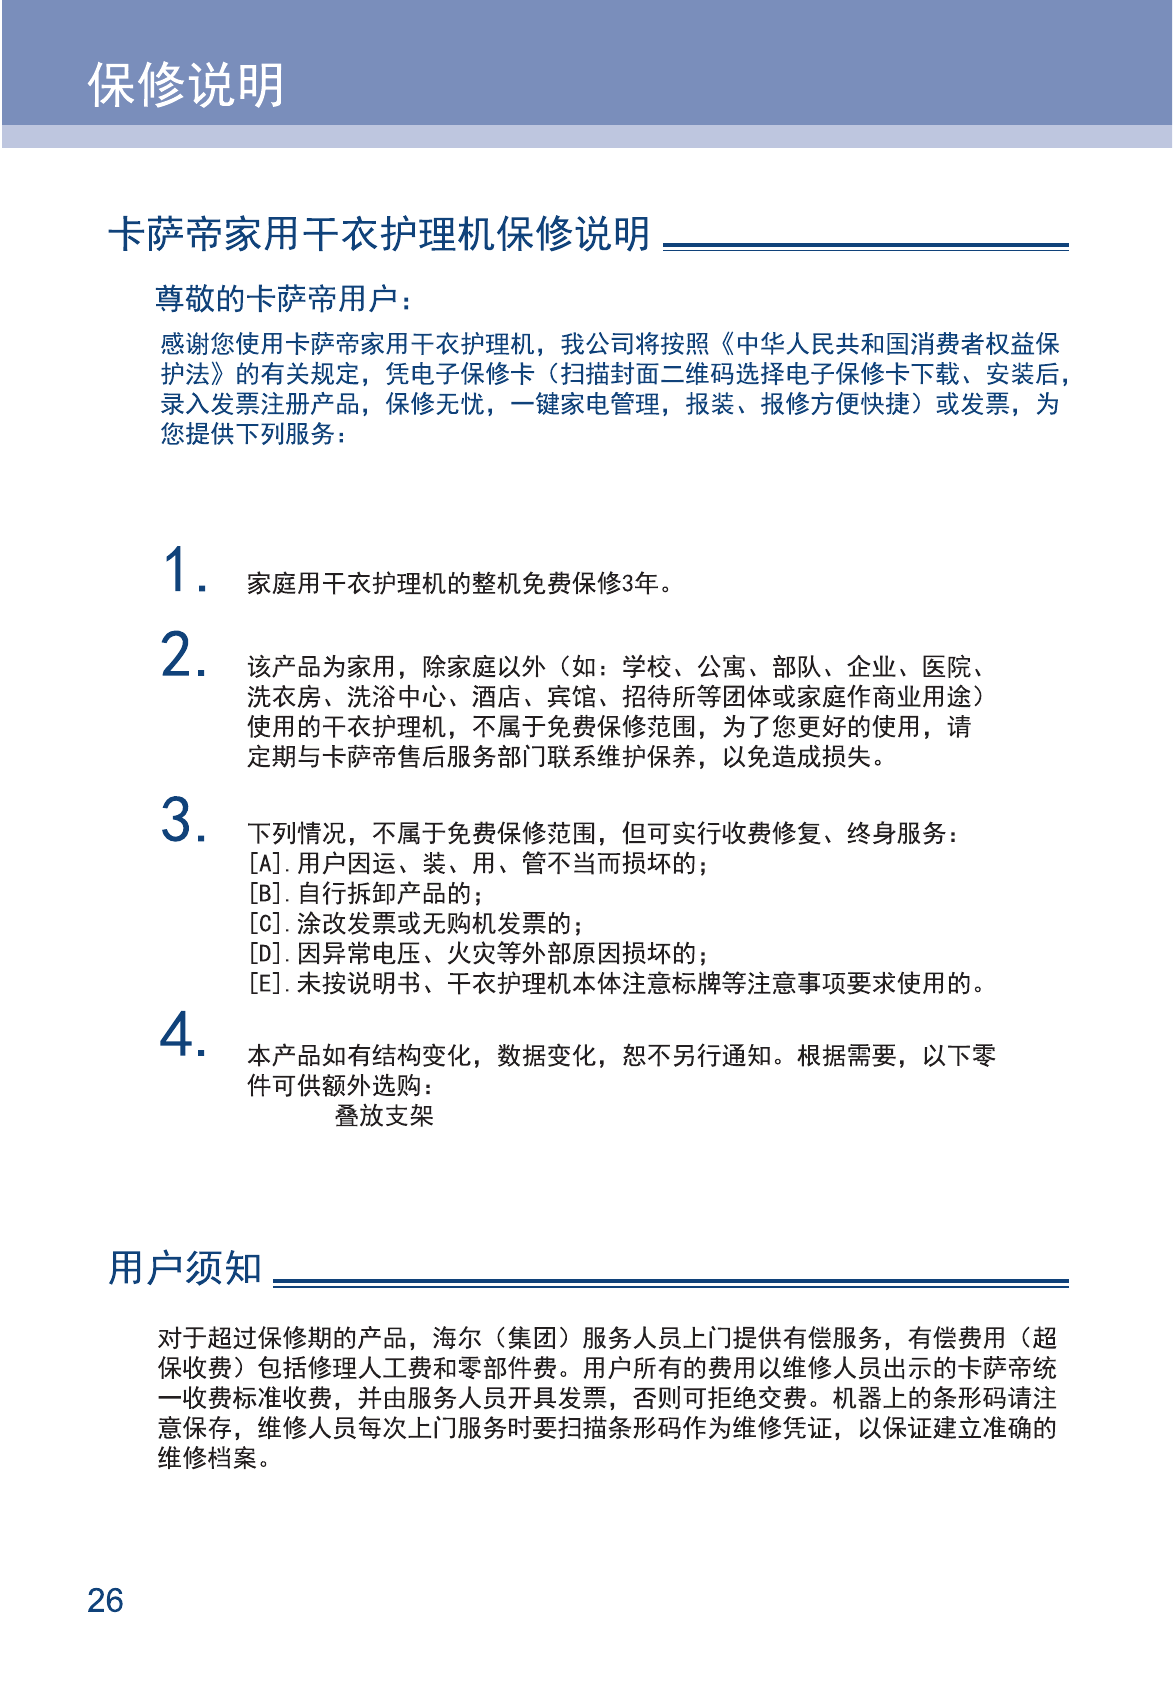 保修说明
卡萨帝家用干衣护理机保修说明
尊敬的卡萨帝用户：
感谢您使用卡萨帝家用干衣护理机，我公司将按照《中华人民共和国消费者权益保
护法》的有关规定，凭电子保修卡（扫描封面二维码选择电子保修卡下载、安装后，
录入发票注册产品，保修无忧，一键家电管理，报装、报修方便快捷）或发票，为
您提供下列服务：
1. 家庭用干衣护理机的整机免费保修3年。
2. 该产品为家用，除家庭以外（如：学校、公寓、部队、企业、医院、
洗衣房、洗浴中心、酒店、宾馆、招待所等团体或家庭作商业用途）
使用的干衣护理机，不属于免费保修范围，为了您更好的使用，请
定期与卡萨帝售后服务部门联系维护保养，以免造成损失。
3. 下列情况，不属于免费保修范围，但可实行收费修复、终身服务：
[A].用户因运、装、用、管不当而损坏的；
[B].自行拆卸产品的；
[C].涂改发票或无购机发票的；
[D].因异常电压、火灾等外部原因损坏的；
[E].未按说明书、干衣护理机本体注意标牌等注意事项要求使用的。
4. 本产品如有结构变化，数据变化，恕不另行通知。根据需要，以下零
件可供额外选购：
叠放支架
用户须知
对于超过保修期的产品，海尔（集团）服务人员上门提供有偿服务，有偿费用（超
保收费）包括修理人工费和零部件费。用户所有的费用以维修人员出示的卡萨帝统
一收费标准收费，并由服务人员开具发票，否则可拒绝交费。机器上的条形码请注
意保存，维修人员每次上门服务时要扫描条形码作为维修凭证，以保证建立准确的
维修档案。
26